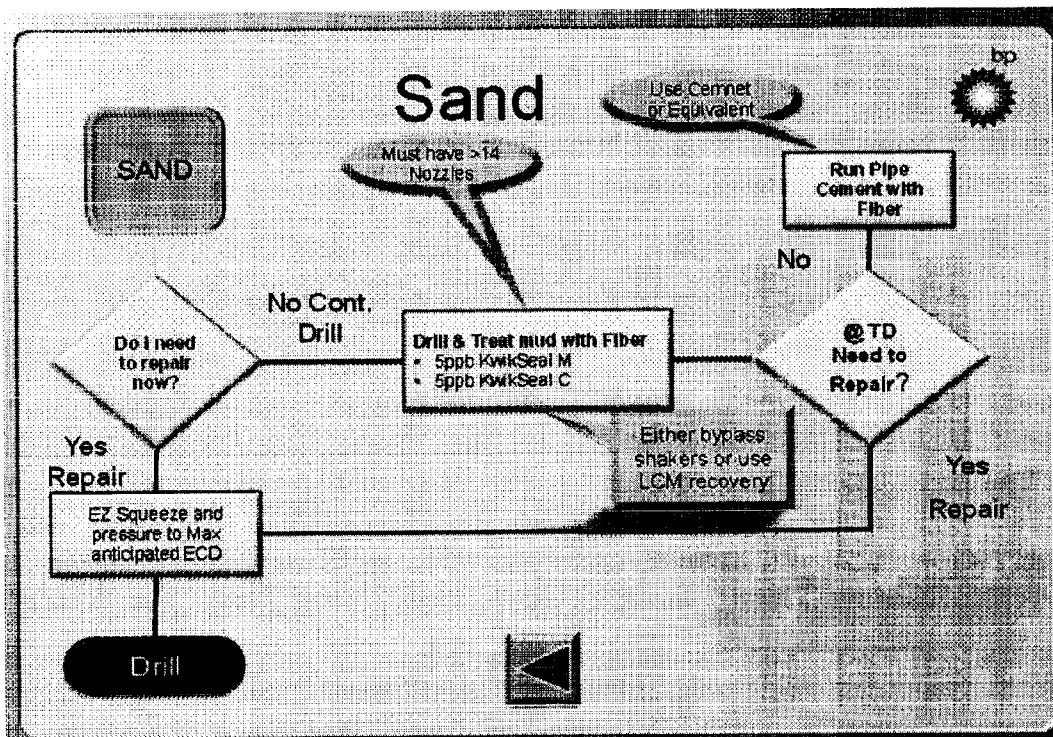 bp
Sand
SAND
Use Cemnet
or Equivalent
Must have >14
Nozzles
Run Pipe
Cement with
Fiber
No
No Cont.
Drill
Do I need
to repair
now?
Drill & Treat mud with Fiber
• 5ppb KwikSeal M
• 5ppb KwikSeal C
@ TD
Need to
Repair?
Either bypass
shakers or use
LCM recovery
Yes
Repair
Yes
Repair
EZ Squeeze and
pressure to Max
anticipated ECD
Drill